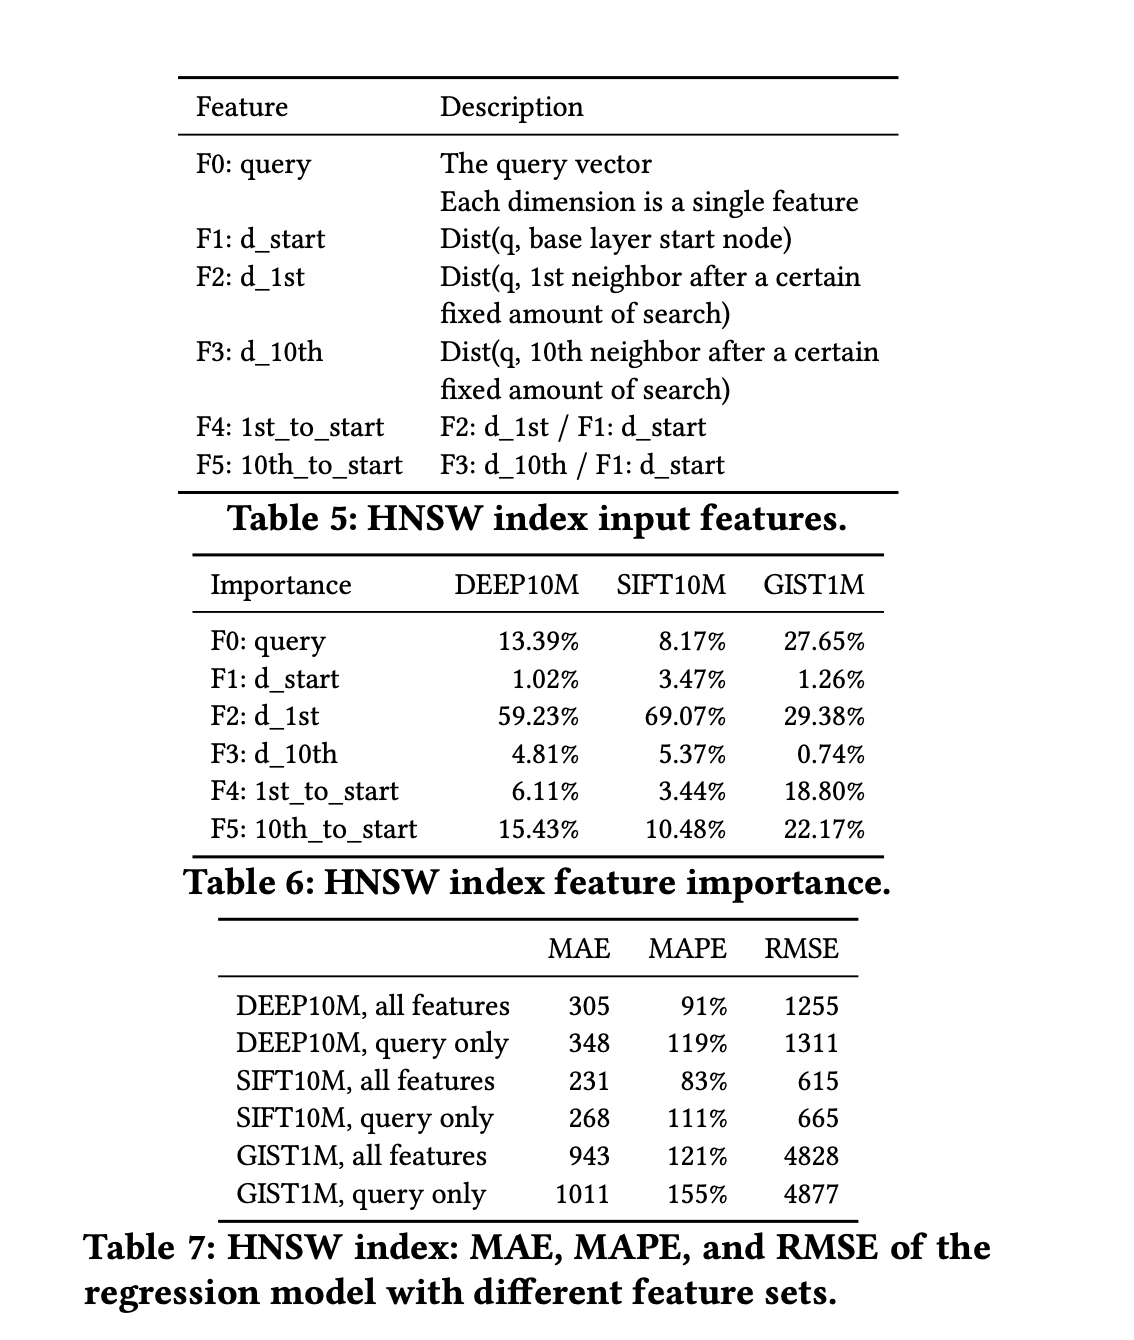 Feature Description
F0: query The query vector
Each dimension is a single feature
F1: d_start Dist(q, base layer start node)
F2: d_1st Dist(q, 1st neighbor after a certain
fixed amount of search)
F3: d_10th Dist(q, 10th neighbor after a certain
fixed amount of search)
F4: 1st_to_start F2: d_1st / F1: d_start
F5: 10th_to_start F3: d_10th / F1: d_start
Table 5: HNSW index input features.
Importance DEEP10M SIFT10M GIST1M
F0: query 13.39% 8.17% 27.65%
F1: d_start 1.02% 3.47% 1.26%
F2: d_1st 59.23% 69.07% 29.38%
F3: d_10th 4.81% 5.37% 0.74%
F4: 1st_to_start 6.11% 3.44% 18.80%
F5: 10th_to_start 15.43% 10.48% 22.17%
Table 6: HNSW index feature importance.
MAE MAPE RMSE
DEEP10M, all features 305 91% 1255
DEEP10M, query only 348 119% 1311
SIFT10M, all features 231 83% 615
SIFT10M, query only 268 111% 665
GIST1M, all features 943 121% 4828
GIST1M, query only 1011 155% 4877
Table 7: HNSW index: MAE, MAPE, and RMSE of the
regression model with different feature sets.